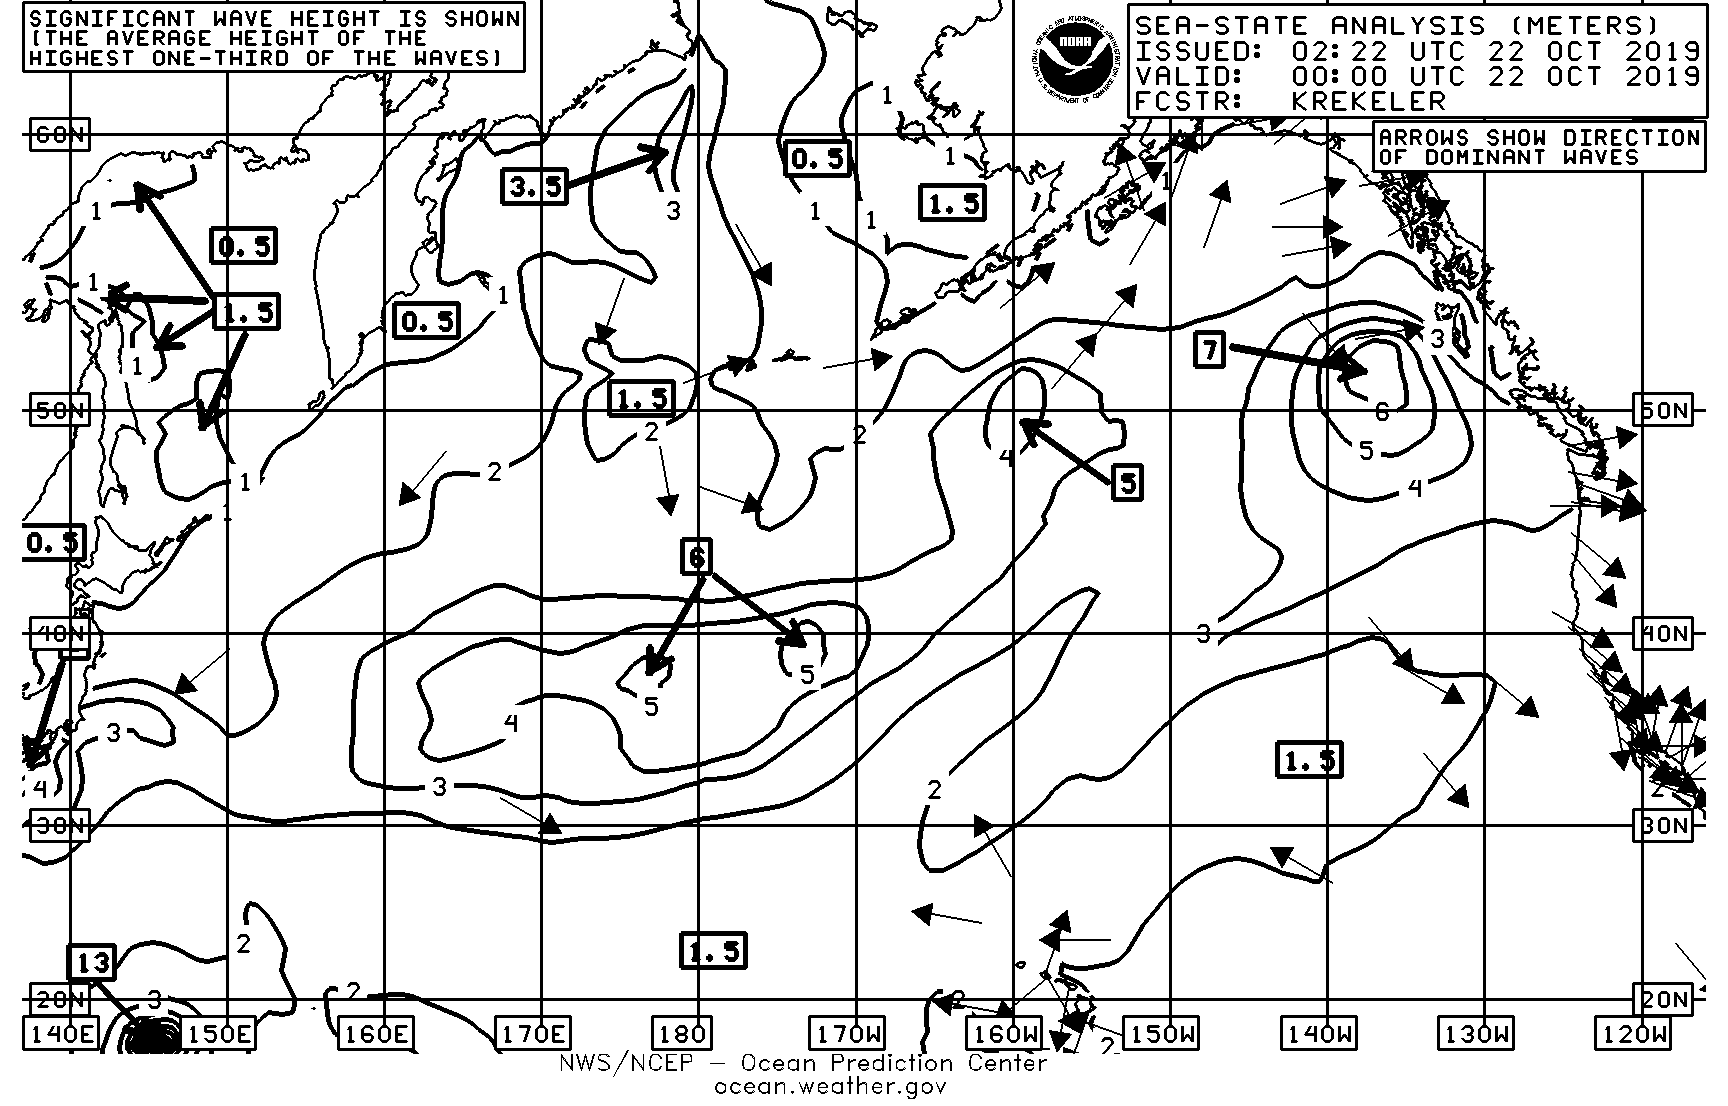 SIGNIFICANT WAVE HEIGHT IS SHOWN
(THE AVERAGE HEIGHT OF THE
HIGHEST ONE-THIRD OF THE WAVES)
NOAA
SEA-STATE ANALYSIS (METERS)
ISSUED: 02:22 UTC 22 OCT 2019
VALID: 00:00 UTC 22 OCT 2019
FCSTR: KREKELER
ARROWS SHOW DIRECTION
OF DOMINANT WAVES
1
60N
1
0.5
3.5
1
1.5
3
1
1
1
0.5
1
1
1.5
0.5
7
3
1
50N
1.5
6
50N
2
2
4
5
2
1
5
4
0.5
6
40N
3
40N
5
5
4
3
1.5
4
3
2
2
30N
30N
2
1.5
13
3
2
2
20N
20N
140E 150E 160E 170E 180 170W 160W 150W 140W 130W 120W
2
NWS/NCEP – Ocean Prediction Center
ocean.weather.gov